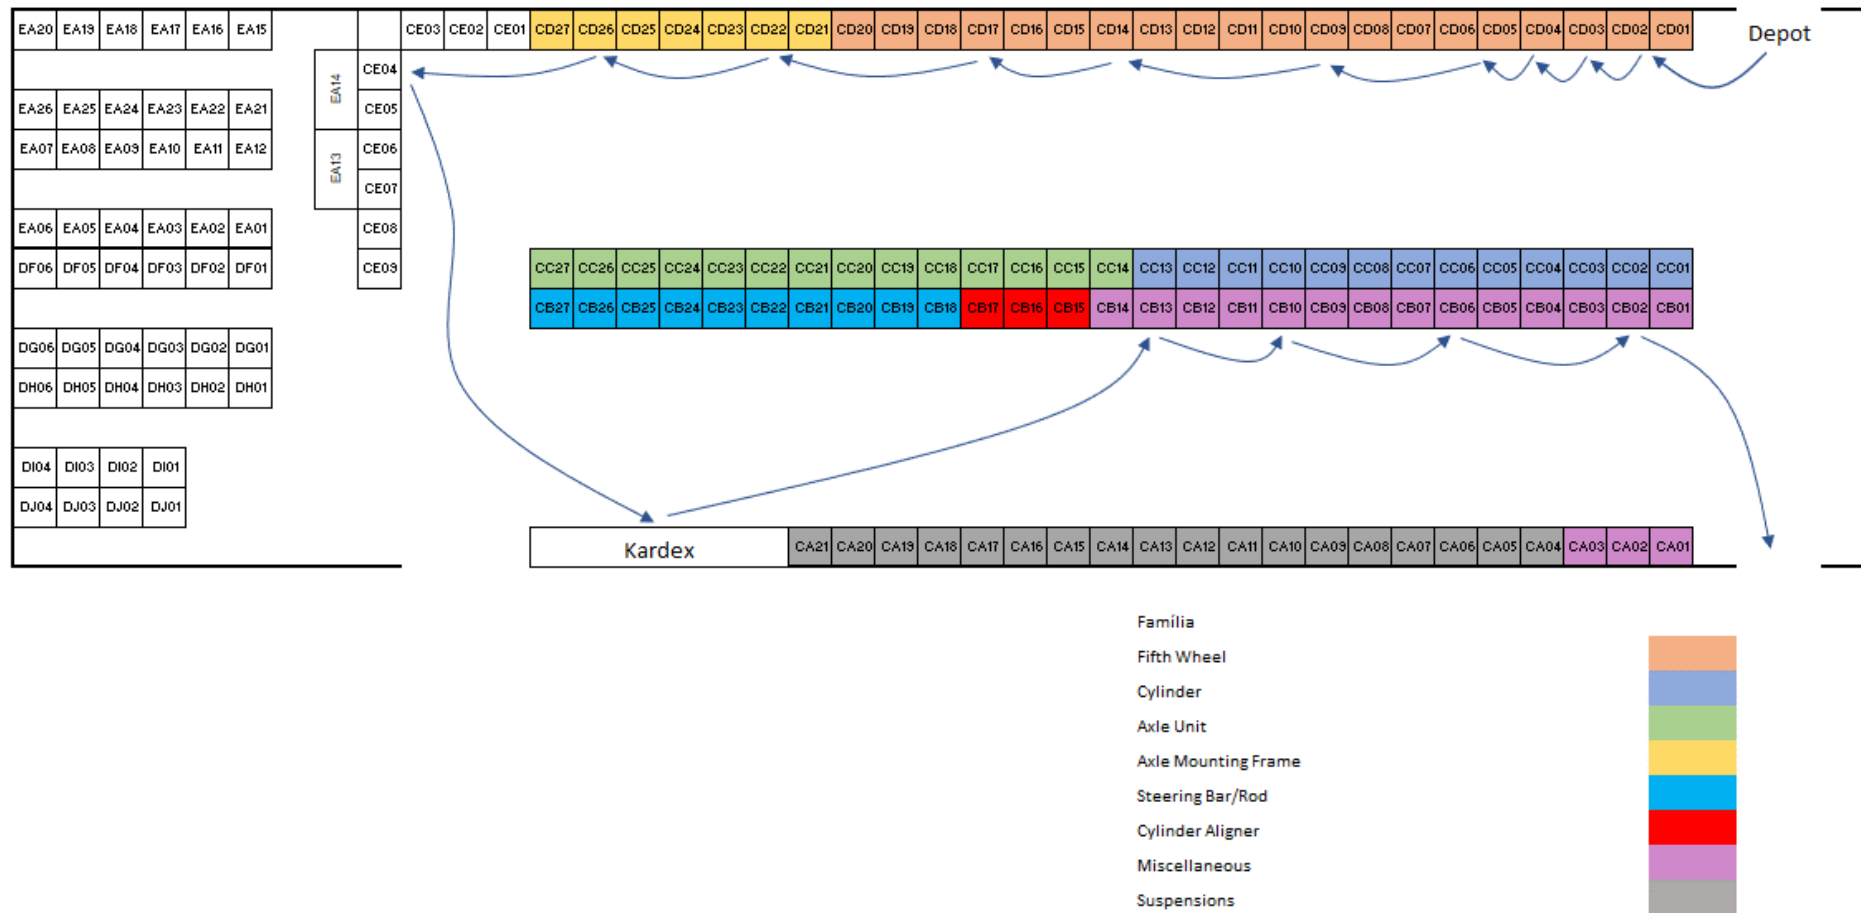 EA20 EA19 EA18 EA17 EA16 EA15 CE03 CE02 CE01 CD27 CD26 CD25 CD24 CD23 CD22 CD21 CD20 CD19 CD18 CD17 CD16 CD15 CD14 CD13 CD12 CD11 CD10 CD09 CD08 CD07 CD06 CD05 CD04 CD03 CD02 CD01 Depot
EA14 CE04
EA26 EA25 EA24 EA23 EA22 EA21 CE05
EA07 EA08 EA09 EA10 EA11 EA12 EA13 CE06
CE07
EA06 EA05 EA04 EA03 EA02 EA01 CE08
DF06 DF05 DF04 DF03 DF02 DF01 CE09 CC27 CC26 CC25 CC24 CC23 CC22 CC21 CC20 CC19 CC18 CC17 CC16 CC15 CC14 CC13 CC12 CC11 CC10 CC09 CC08 CC07 CC06 CC05 CC04 CC03 CC02 CC01
CB27 CB26 CB25 CB24 CB23 CB22 CB21 CB20 CB19 CB18 CB17 CB16 CB15 CB14 CB13 CB12 CB11 CB10 CB09 CB08 CB07 CB06 CB05 CB04 CB03 CB02 CB01
DG06 DG05 DG04 DG03 DG02 DG01
DH06 DH05 DH04 DH03 DH02 DH01
DI04 DI03 DI02 DI01
DJ04 DJ03 DJ02 DJ01
Kardex CA21 CA20 CA19 CA18 CA17 CA16 CA15 CA14 CA13 CA12 CA11 CA10 CA09 CA08 CA07 CA06 CA05 CA04 CA03 CA02 CA01
Família
Fifth Wheel
Cylinder
Axle Unit
Axle Mounting Frame
Steering Bar/Rod
Cylinder Aligner
Miscellaneous
Suspensions